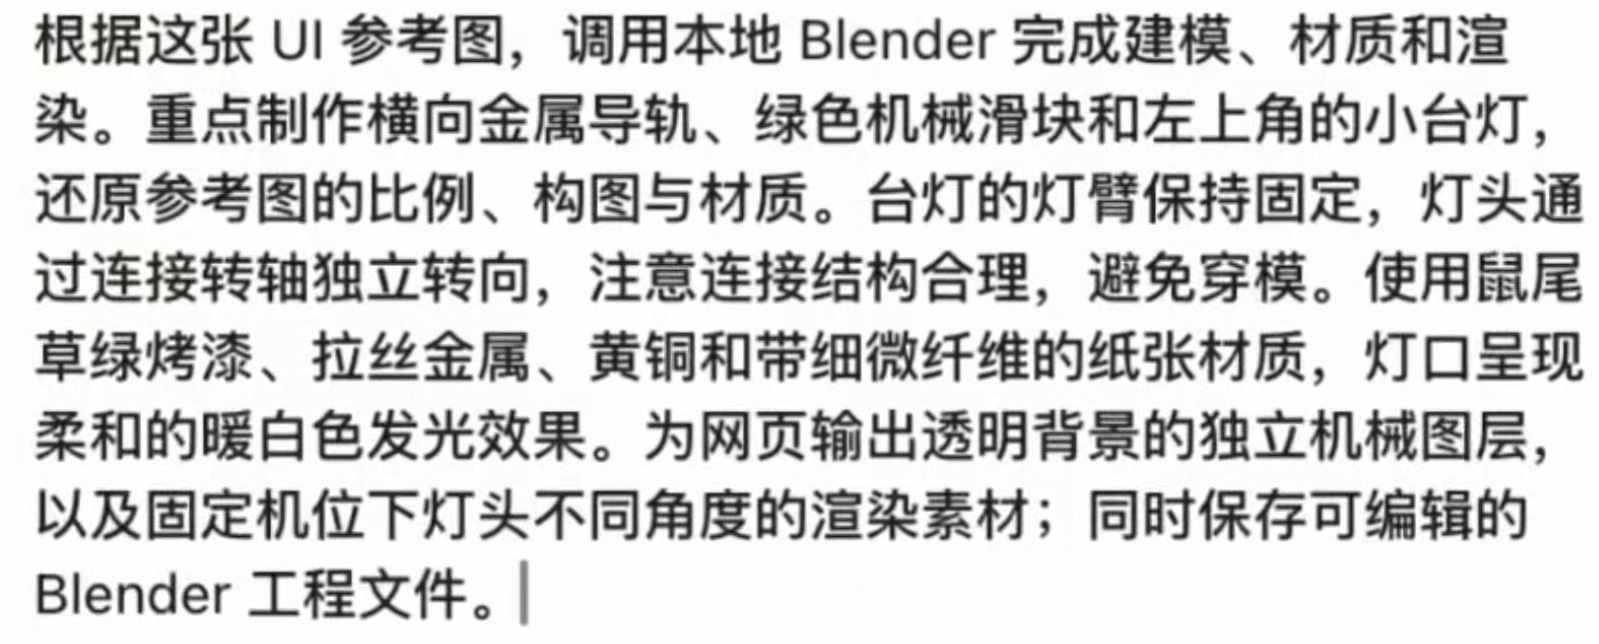 根据这张 UI 参考图，调用本地 Blender 完成建模、材质和渲
染。重点制作横向金属导轨、绿色机械滑块和左上角的小台灯，
还原参考图的比例、构图与材质。台灯的灯臂保持固定，灯头通
过连接转轴独立转向，注意连接结构合理，避免穿模。使用鼠尾
草绿烤漆、拉丝金属、黄铜和带细微纤维的纸张材质，灯口呈现
柔和的暖白色发光效果。为网页输出透明背景的独立机械图层，
以及固定机位下灯头不同角度的渲染素材；同时保存可编辑的
Blender 工程文件。